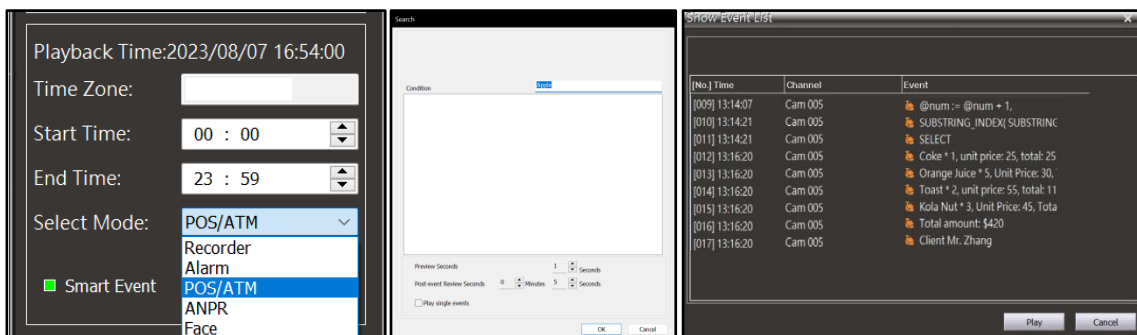 Playback Time:2023/08/07 16:54:00
Time Zone:
Start Time: 00 : 00
End Time: 23 : 59
Select Mode: POS/ATM
Recorder
Alarm
Smart Event POS/ATM
ANPR
Face
Search
Condition Apple
Preview Seconds 1 Seconds
Post-event Review Seconds 0 Minutes 5 Seconds
Play single events
OK Cancel
Show Event List
[No.] Time Channel Event
[009] 13:14:07 Cam 005 @num := @num + 1,
[010] 13:14:21 Cam 005 SUBSTRING_INDEX( SUBSTRINC
[011] 13:14:21 Cam 005 SELECT
[012] 13:16:20 Cam 005 Coke * 1, unit price: 25, total: 25
[013] 13:16:20 Cam 005 Orange Juice * 5, Unit Price: 30,
[014] 13:16:20 Cam 005 Toast * 2, unit price: 55, total: 11
[015] 13:16:20 Cam 005 Kola Nut * 3, Unit Price: 45, Tota
[016] 13:16:20 Cam 005 Total amount: $420
[017] 13:16:20 Cam 005 Client Mr. Zhang
Play Cancel